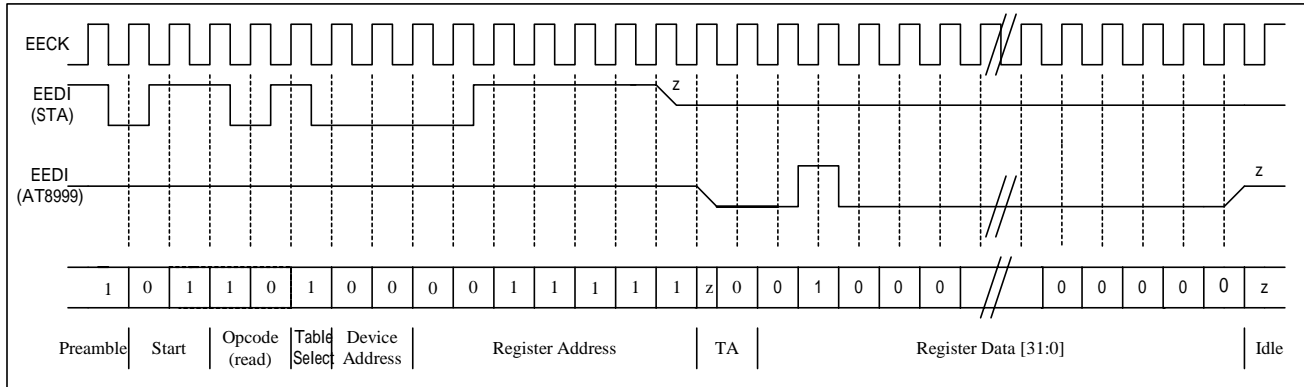 EECK
EEDI
(STA)
z
EEDI
(AT8999)
z
1 0 1 1 0 1 0 0 0 0 1 1 1 1 1 z 0 0 1 0 0 0 0 0 0 0 0 z
Preamble Start Opcode Table Device Register Address TA Register Data [31:0] Idle
(read) Select Address